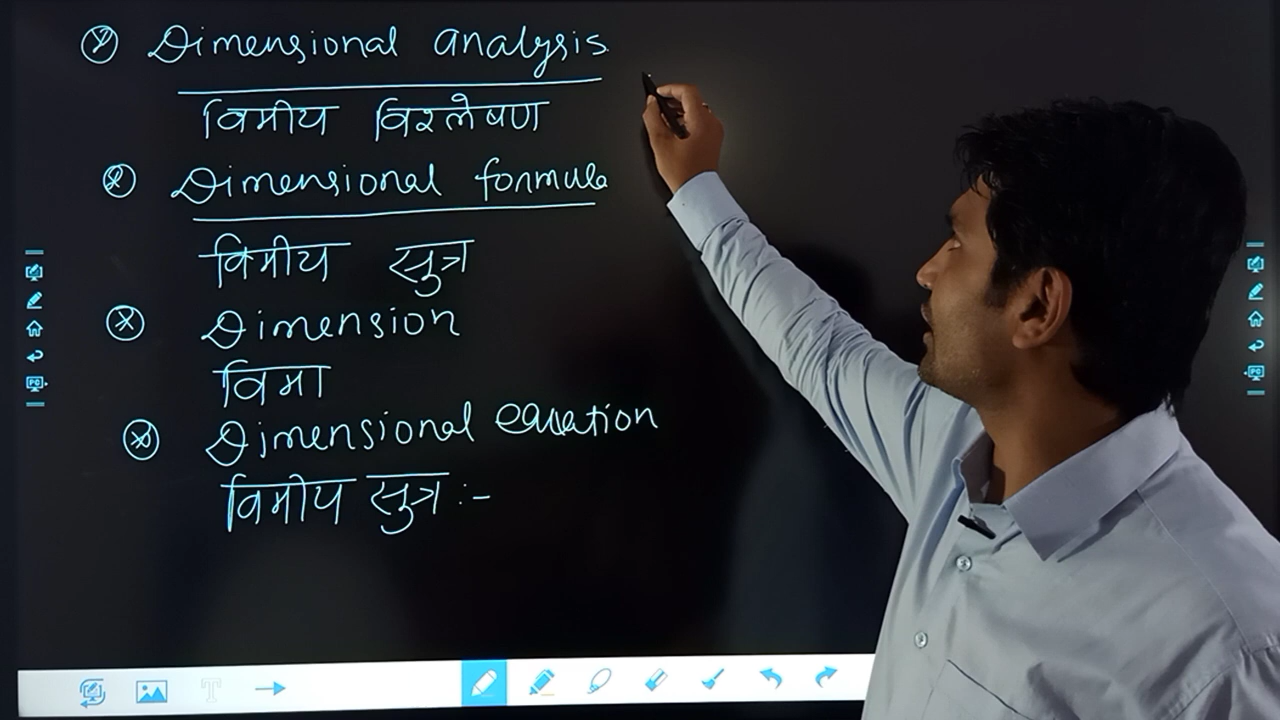 Dimensional analysis
विमीय विश्लेषण
Dimensional formula
विमीय सुत्र
Dimension
विमा
Dimensional equation
विमीय सुत्र :-